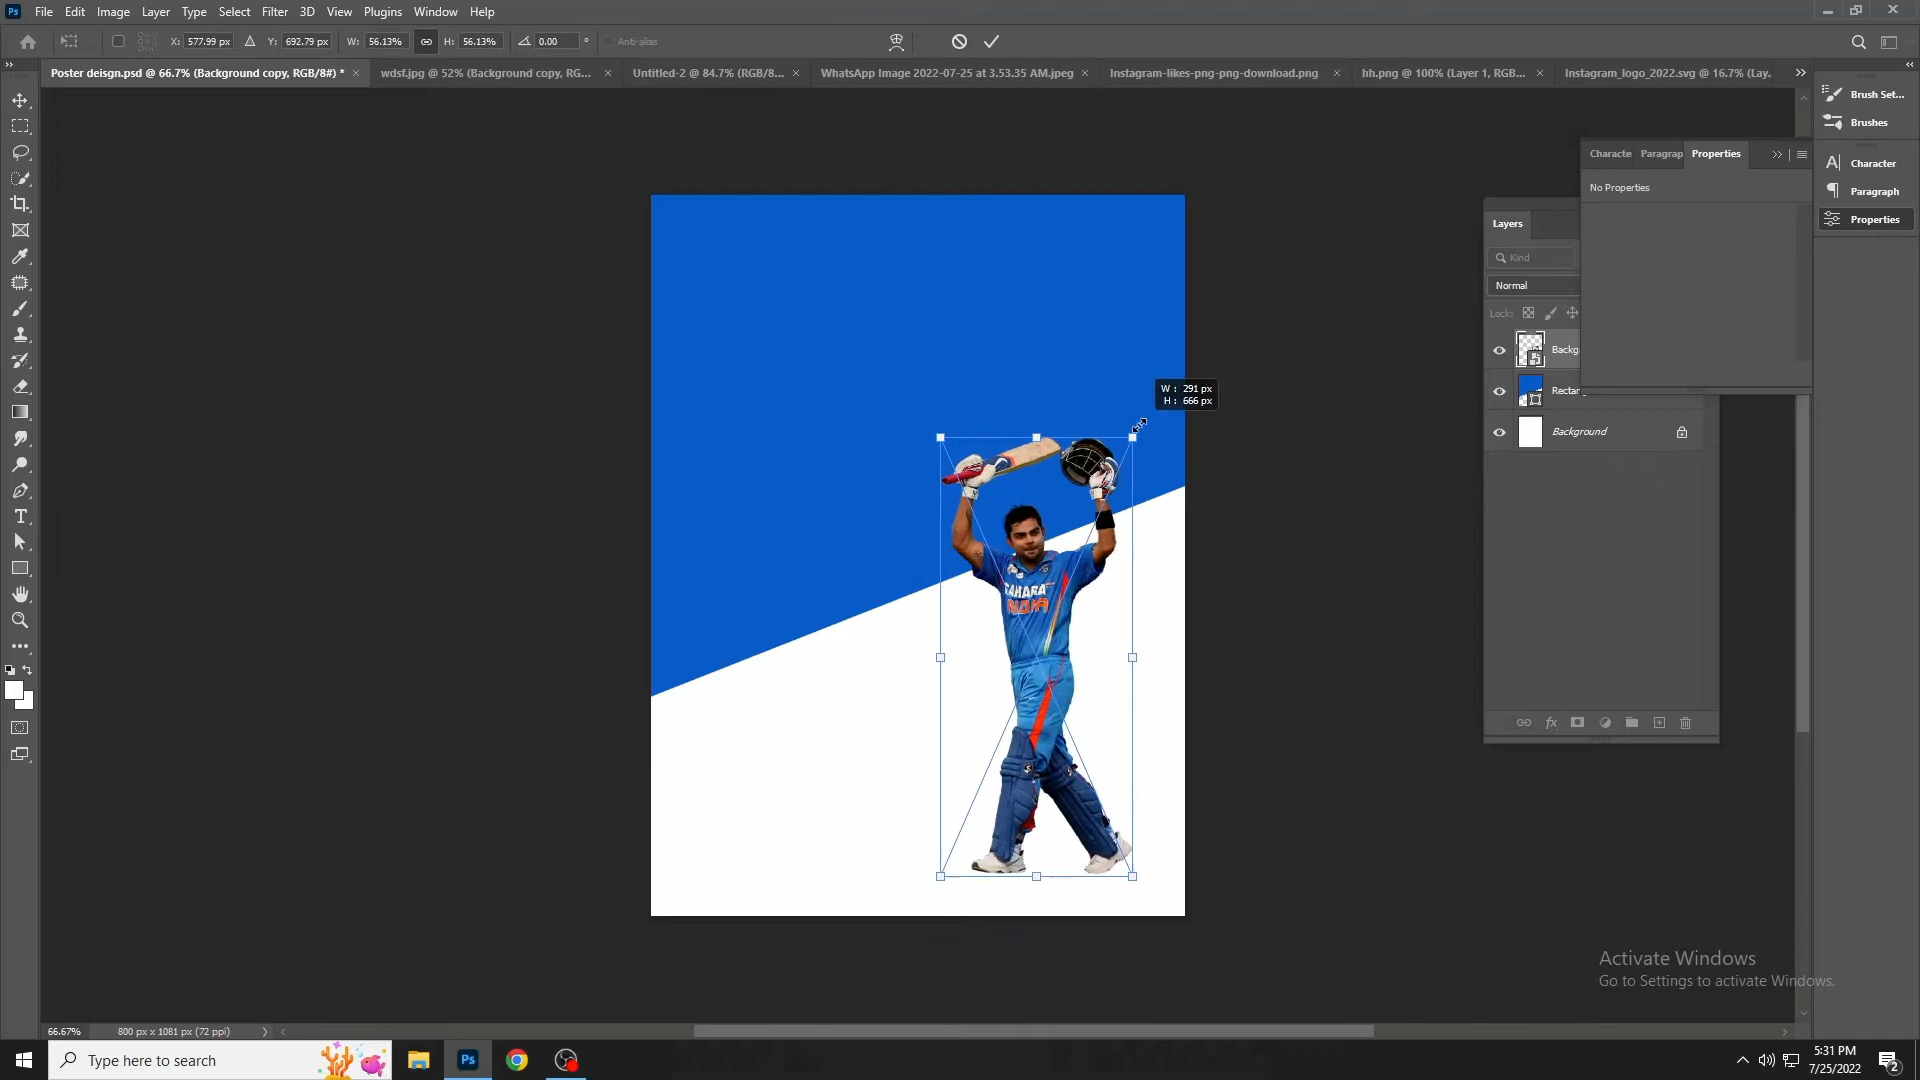 Ps File Edit Image Layer Type Select Filter 3D View Plugins Window Help
X: 577.99 px Y: 692.79 px W: 56.13% H: 56.13% 0.00 ° Anti-alias
Poster deisgn.psd @ 66.7% (Background copy, RGB/8#) * × wdsf.jpg @ 52% (Background copy, RG... × Untitled-2 @ 84.7% (RGB/8... × WhatsApp Image 2022-07-25 at 3.53.35 AM.jpeg × Instagram-likes-png-png-download.png × hh.png @ 100% (Layer 1, RGB... × Instagram_logo_2022.svg @ 16.7% (Lay.
Brush Set...
Brushes
Character
Paragraph
Properties
Characte Paragrap Properties
No Properties
Layers
Kind
Normal
Lock:
Backg
Rectan
Background
W : 291 px
H : 666 px
SAHARA
INDIA
Activate Windows
Go to Settings to activate Windows.
66.67% 800 px x 1081 px (72 ppi)
Type here to search
Ps
5:31 PM
7/25/2022
2